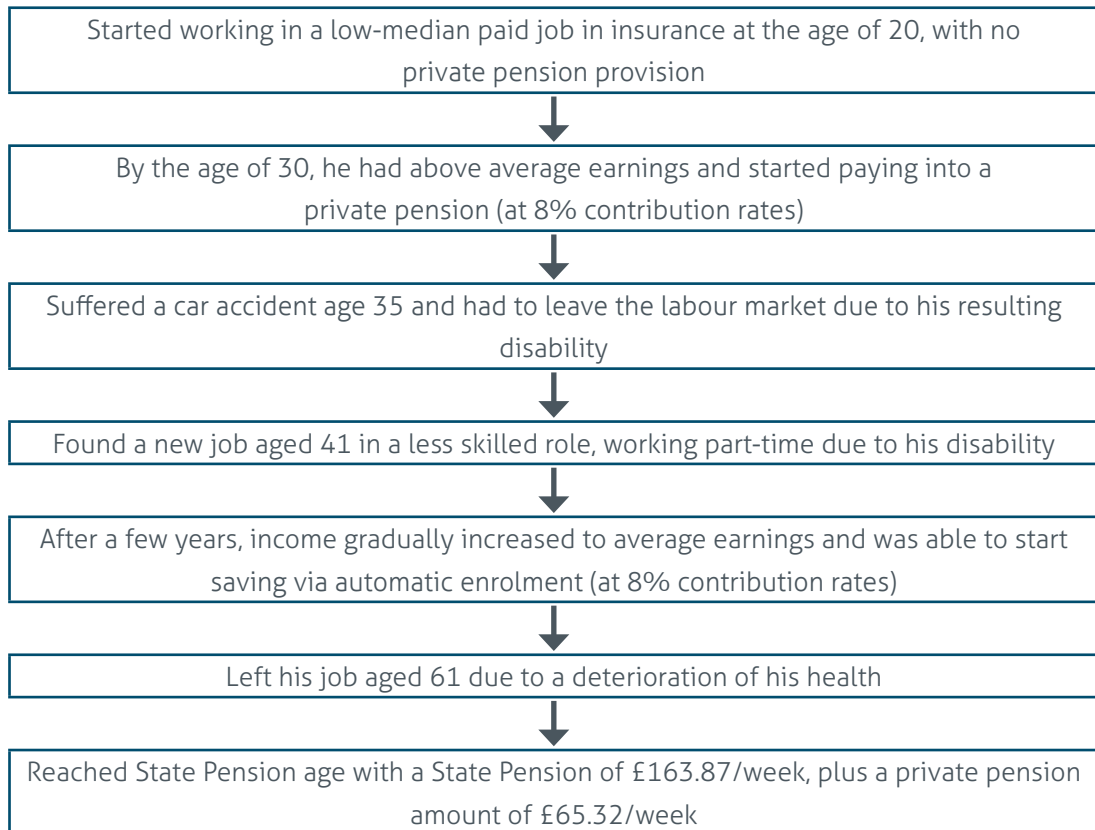 Started working in a low-median paid job in insurance at the age of 20, with no
private pension provision
By the age of 30, he had above average earnings and started paying into a
private pension (at 8% contribution rates)
Suffered a car accident age 35 and had to leave the labour market due to his resulting
disability
Found a new job aged 41 in a less skilled role, working part-time due to his disability
After a few years, income gradually increased to average earnings and was able to start
saving via automatic enrolment (at 8% contribution rates)
Left his job aged 61 due to a deterioration of his health
Reached State Pension age with a State Pension of £163.87/week, plus a private pension
amount of £65.32/week